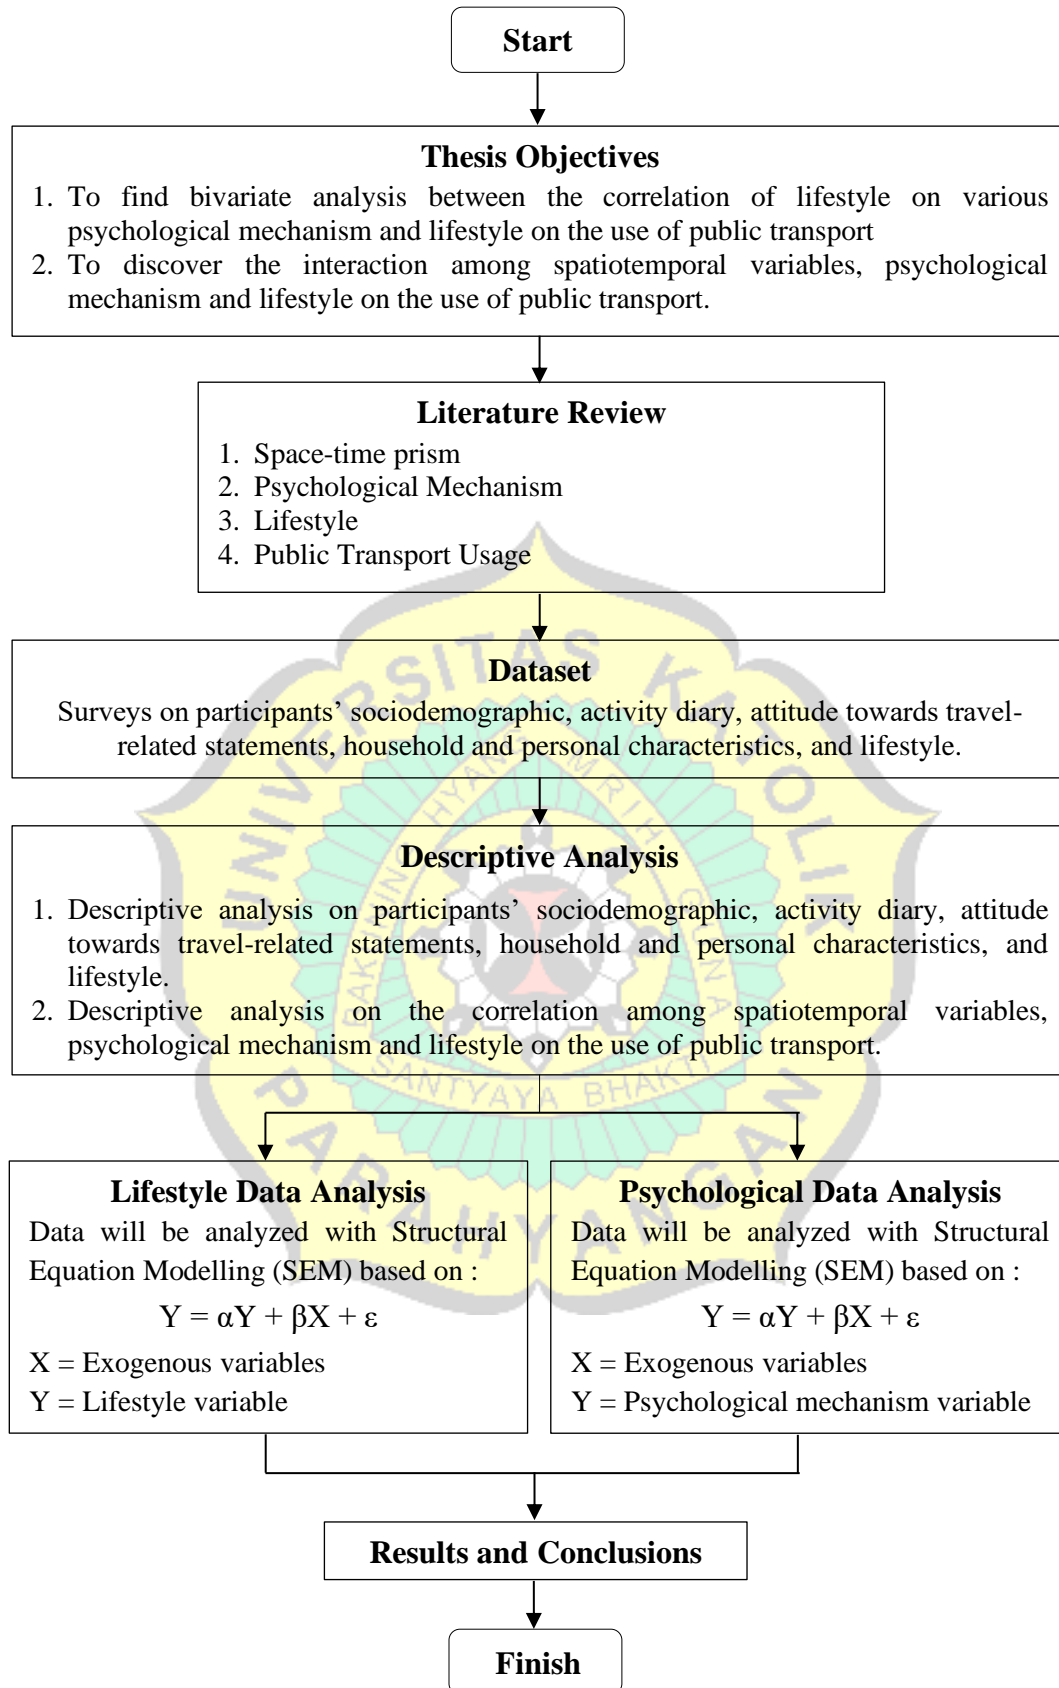 Start
Thesis Objectives
1. To find bivariate analysis between the correlation of lifestyle on various
psychological mechanism and lifestyle on the use of public transport
2. To discover the interaction among spatiotemporal variables, psychological
mechanism and lifestyle on the use of public transport.
Literature Review
1. Space-time prism
2. Psychological Mechanism
3. Lifestyle
4. Public Transport Usage
Dataset
Surveys on participants’ sociodemographic, activity diary, attitude towards travel-
related statements, household and personal characteristics, and lifestyle.
Descriptive Analysis
1. Descriptive analysis on participants’ sociodemographic, activity diary, attitude
towards travel-related statements, household and personal characteristics, and
lifestyle.
2. Descriptive analysis on the correlation among spatiotemporal variables,
psychological mechanism and lifestyle on the use of public transport.
Lifestyle Data Analysis
Data will be analyzed with Structural
Equation Modelling (SEM) based on :
Y = αY + βX + ε
X = Exogenous variables
Y = Lifestyle variable
Psychological Data Analysis
Data will be analyzed with Structural
Equation Modelling (SEM) based on :
Y = αY + βX + ε
X = Exogenous variables
Y = Psychological mechanism variable
Results and Conclusions
Finish
UNIVERSITAS KATOLIK
PARAHYANGAN
SANTYAYA BHAKTI